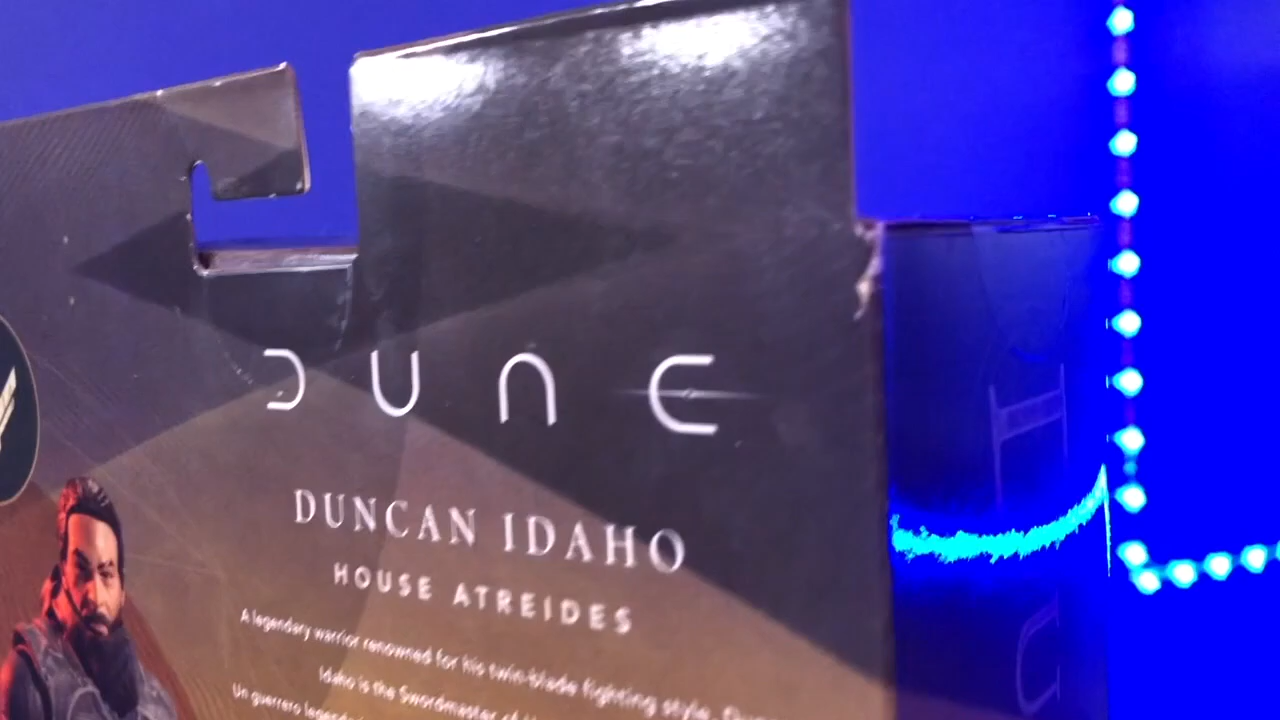 DUNE
DUNCAN IDAHO
HOUSE ATREIDES
A legendary warrior renowned for his twin-blade fighting style,
Idaho is the Swordmaster of
Un guerrero